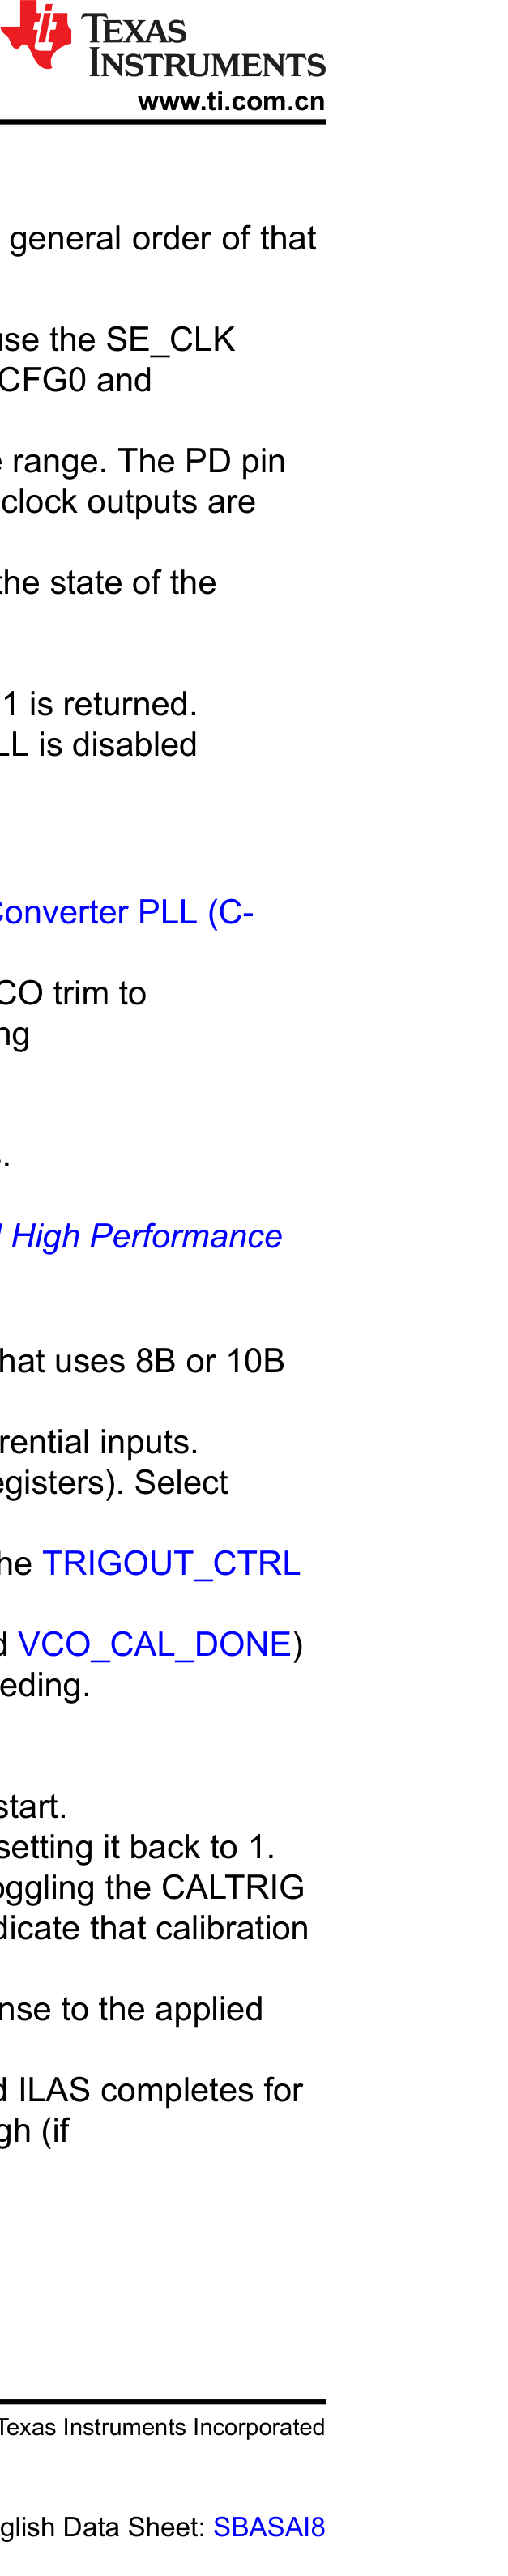 TEXAS
INSTRUMENTS
www.ti.com.cn
general order of that
use the SE_CLK
CFG0 and
range. The PD pin
clock outputs are
the state of the
1 is returned.
LL is disabled
Converter PLL (C-
CO trim to
ng
.
High Performance
that uses 8B or 10B
rential inputs.
egisters). Select
he TRIGOUT_CTRL
d VCO_CAL_DONE)
eding.
start.
setting it back to 1.
oggling the CALTRIG
dicate that calibration
nse to the applied
d ILAS completes for
gh (if
Texas Instruments Incorporated
glish Data Sheet: SBASAI8